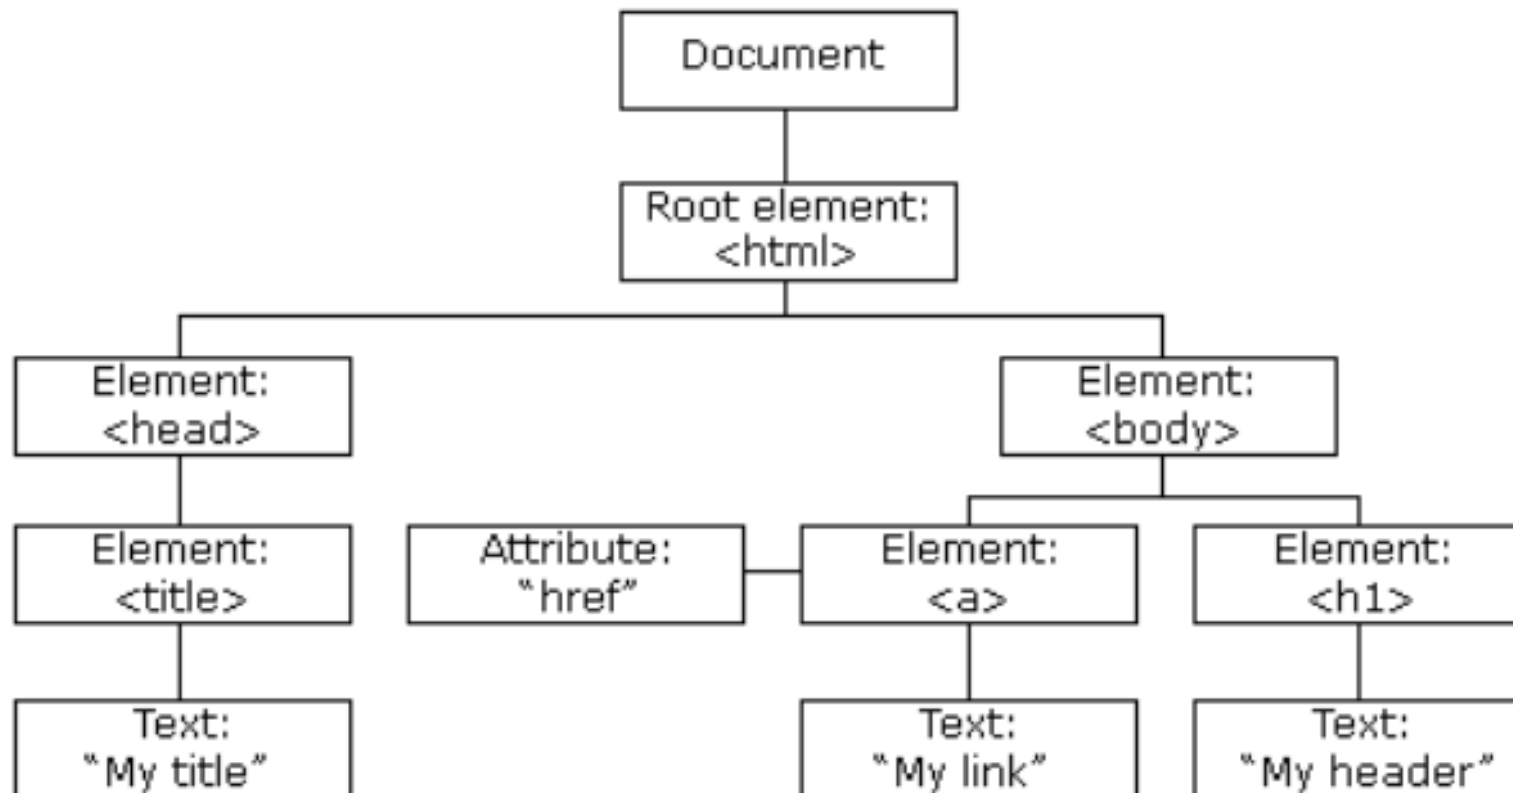 Document
Root element:
<html>
Element:
<head>
Element:
<body>
Element:
<title>
Attribute:
“href”
Element:
<a>
Element:
<h1>
Text:
“My title”
Text:
“My link”
Text:
“My header”